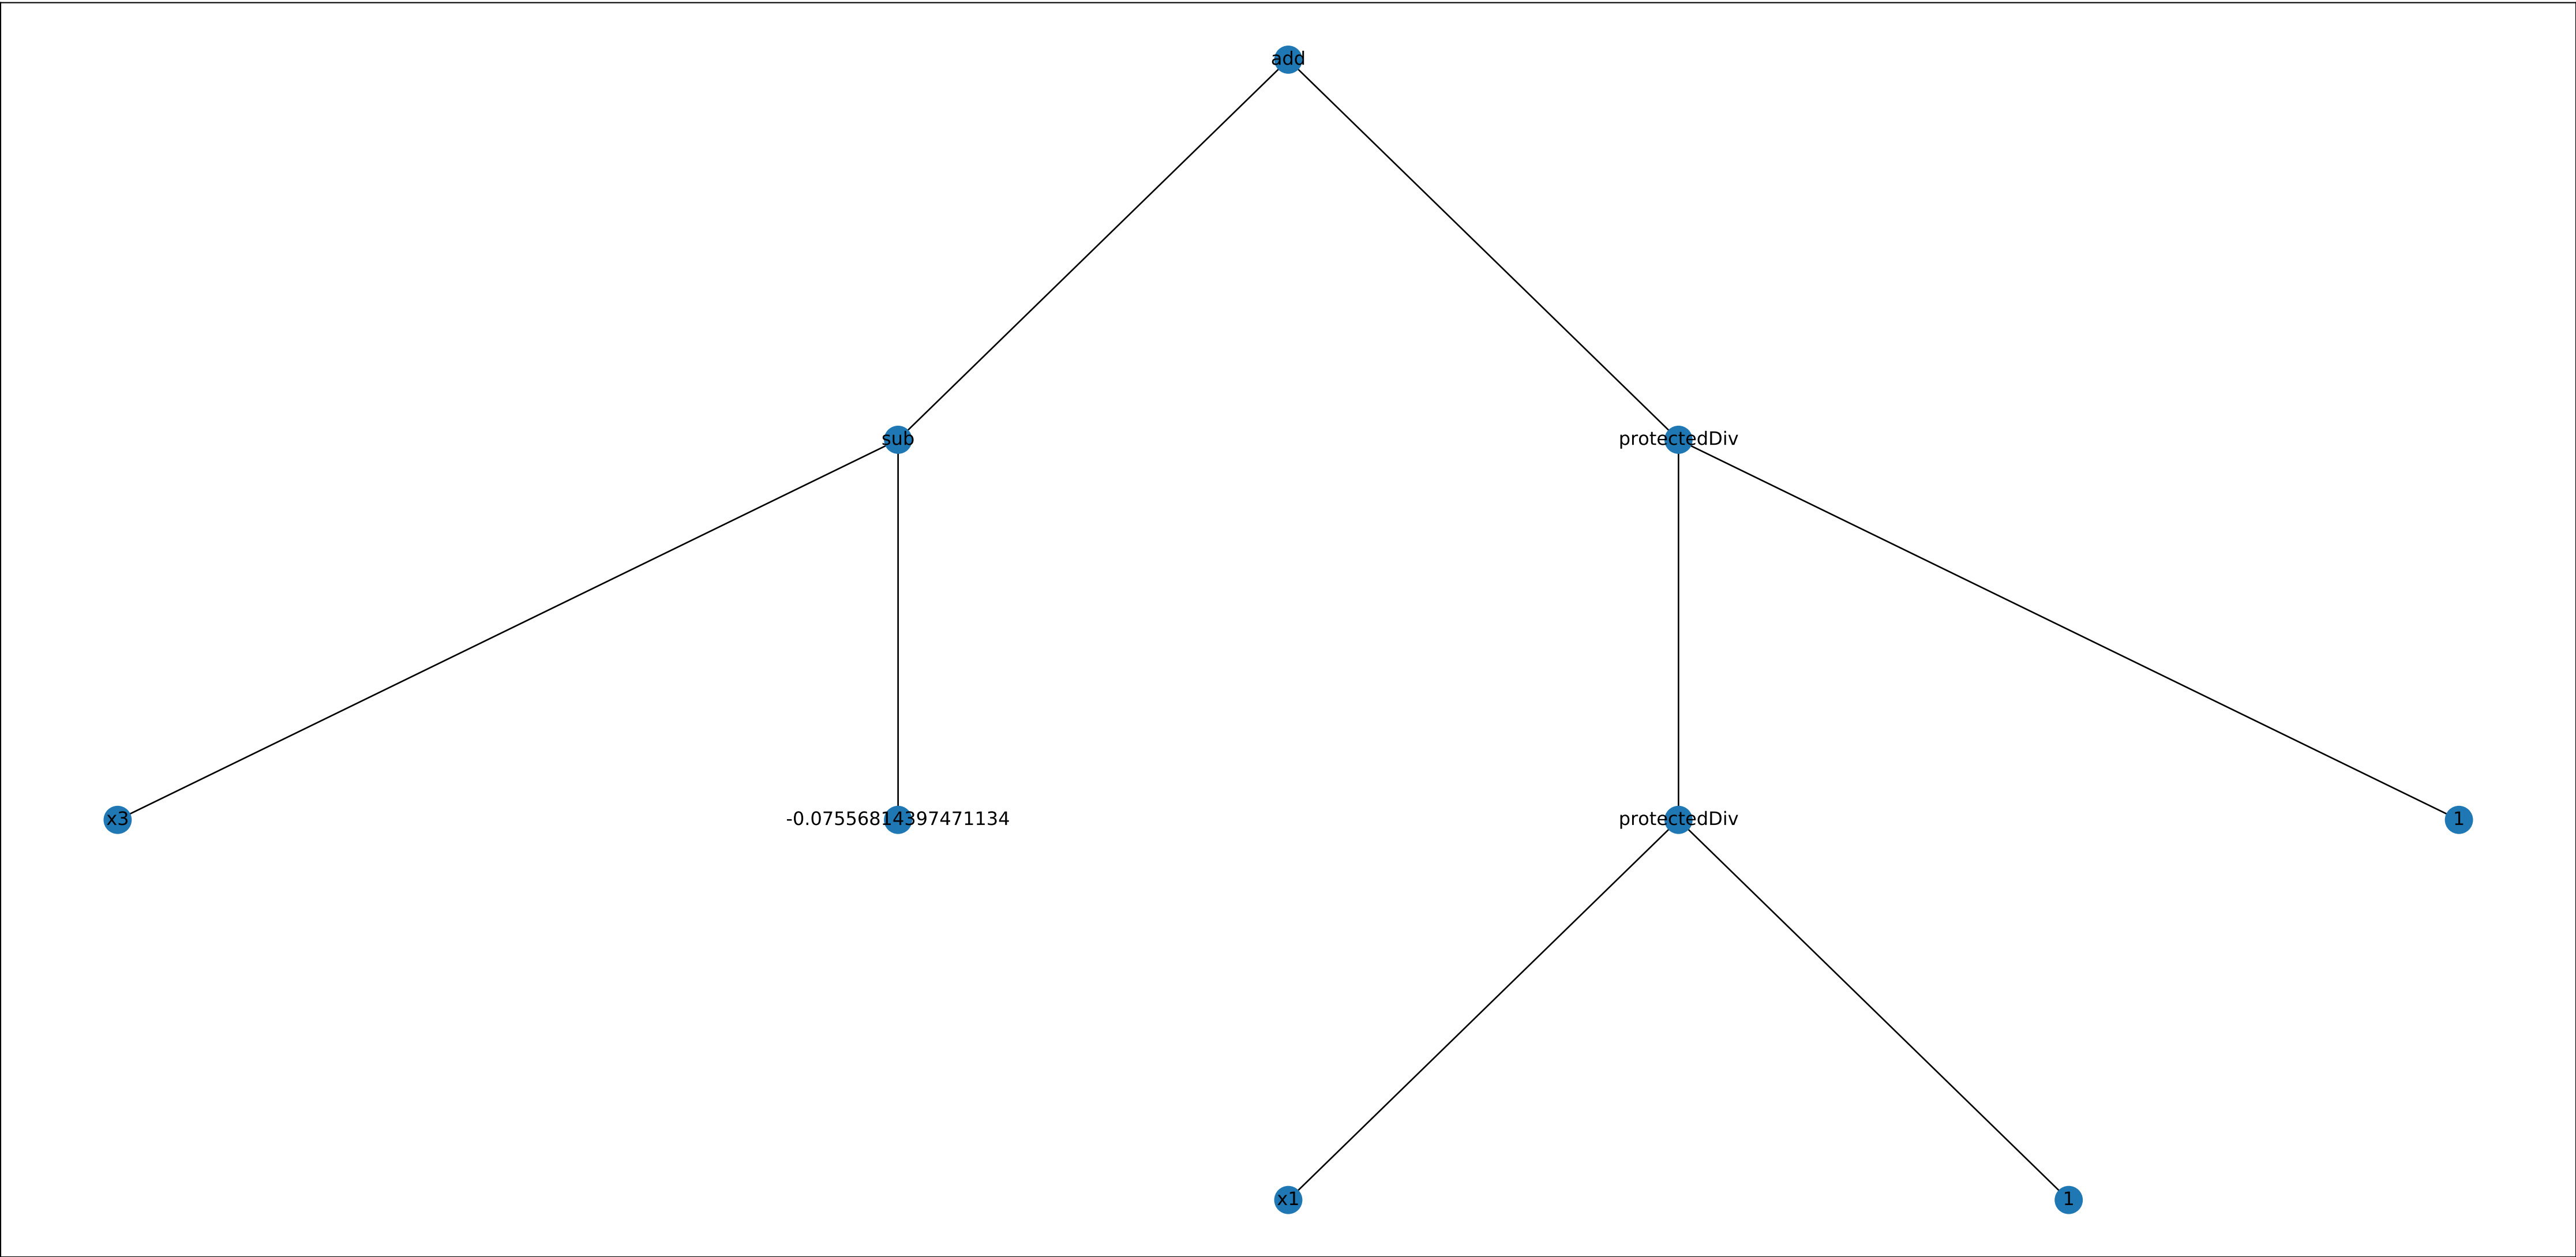 add
sub
protectedDiv
x3
-0.07556814397471134
protectedDiv
1
x1
1